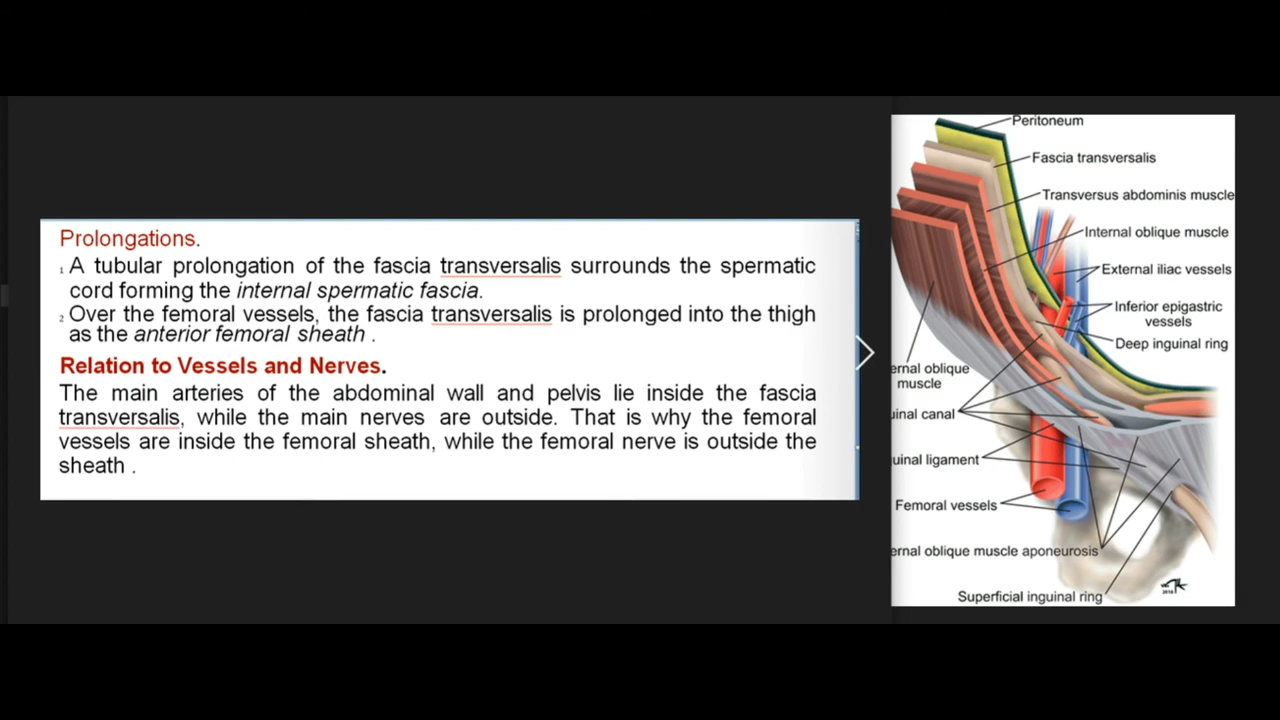 Prolongations.
1 A tubular prolongation of the fascia transversalis surrounds the spermatic
cord forming the internal spermatic fascia.
2 Over the femoral vessels, the fascia transversalis is prolonged into the thigh
as the anterior femoral sheath .
Relation to Vessels and Nerves.
The main arteries of the abdominal wall and pelvis lie inside the fascia
transversalis, while the main nerves are outside. That is why the femoral
vessels are inside the femoral sheath, while the femoral nerve is outside the
sheath .
Peritoneum
Fascia transversalis
Transversus abdominis muscle
Internal oblique muscle
External iliac vessels
Inferior epigastric
vessels
Deep inguinal ring
ernal oblique
muscle
uinal canal
uinal ligament
Femoral vessels
ernal oblique muscle aponeurosis
Superficial inguinal ring